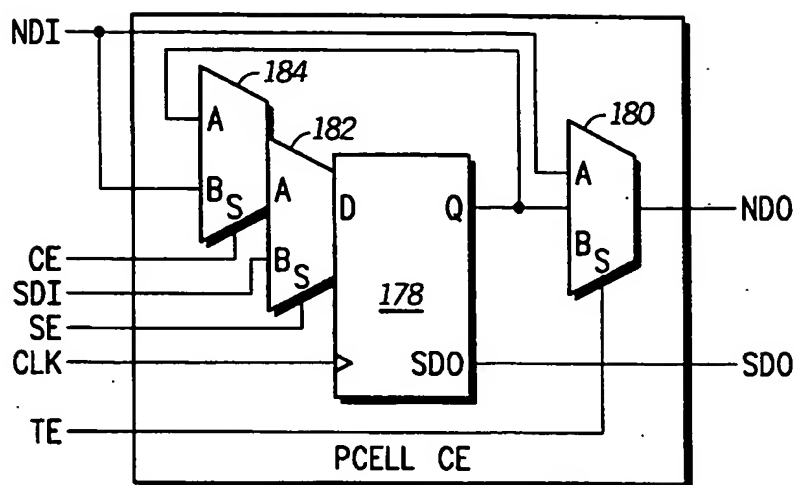 NDI
184
182
180
A
A
A
B
S
D
Q
NDO
B
S
B
S
CE
SDI
178
SE
CLK
SDO
SDO
TE
PCELL CE